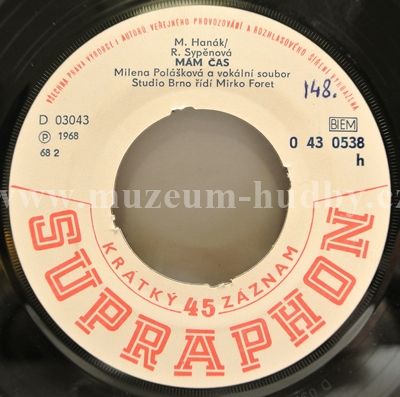 VŠECHNA PRÁVA VÝROBCE I AUTORŮ VEŘEJNÉHO PROVOZOVÁNÍ A ROZHLASOVÉHO ŠÍŘENÍ VYHRAZENA
M. Hanák/
R. Sypěnová
MÁM ČAS
Milena Polášková a vokální soubor
Studio Brno řídí Mirko Foret
148.
D 03043
Ⓟ 1968
68 2
BIEM
0 43 0538
h
www.muzeum-hudby.cz
KRÁTKÝ 45 ZÁZNAM
SUPRAPHON